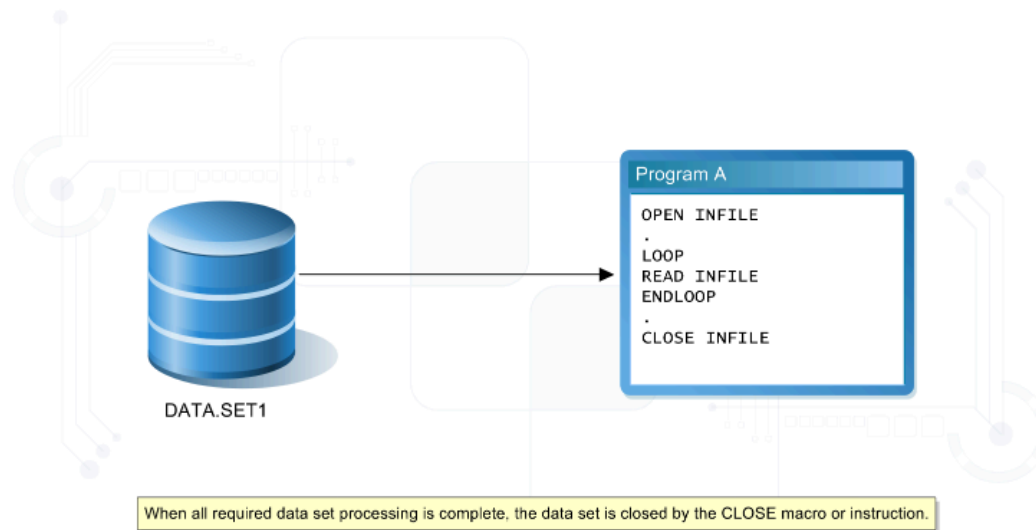 Program A
OPEN INFILE
.
LOOP
READ INFILE
ENDLOOP
.
CLOSE INFILE
DATA.SET1
When all required data set processing is complete, the data set is closed by the CLOSE macro or instruction.